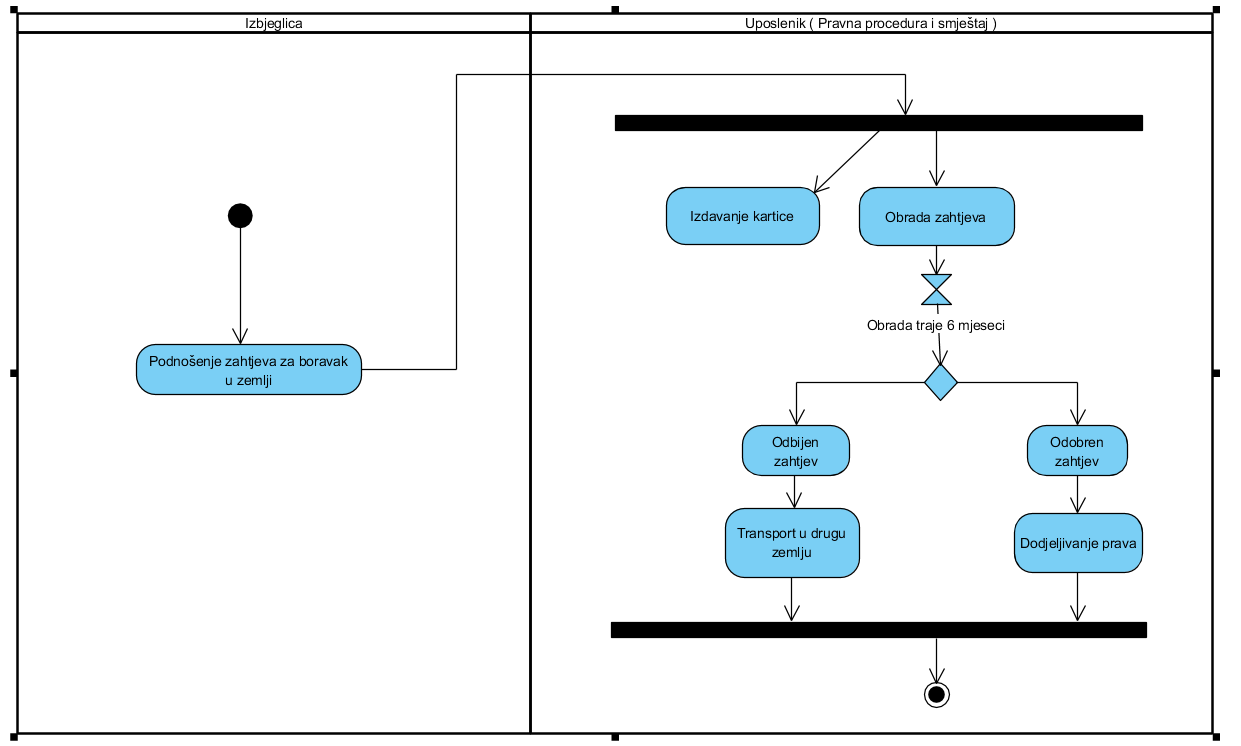 Izbjeglica
Uposlenik ( Pravna procedura i smještaj )
Izdavanje kartice
Obrada zahtjeva
Obrada traje 6 mjeseci
Podnošenje zahtjeva za boravak
u zemlji
Odbijen
zahtjev
Odobren
zahtjev
Transport u drugu
zemlju
Dodjeljivanje prava